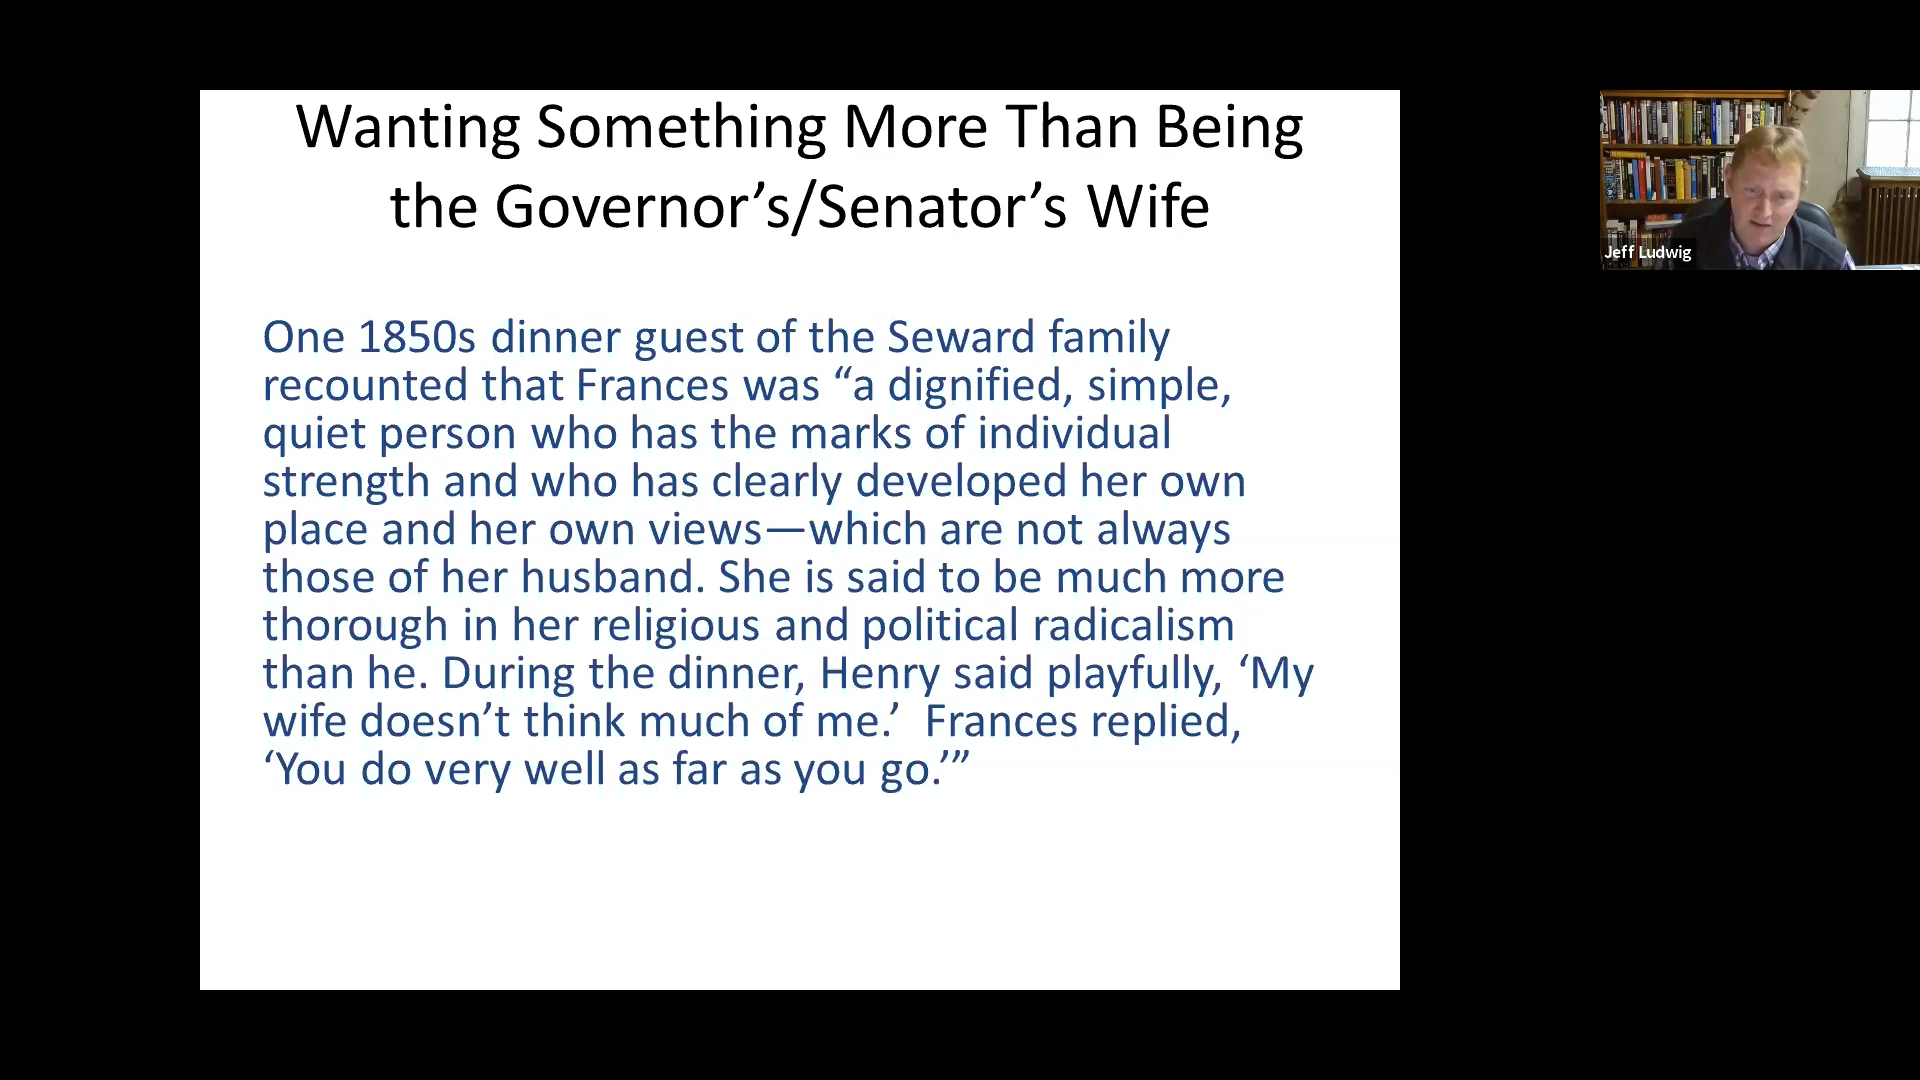 Wanting Something More Than Being
the Governor’s/Senator’s Wife
One 1850s dinner guest of the Seward family
recounted that Frances was “a dignified, simple,
quiet person who has the marks of individual
strength and who has clearly developed her own
place and her own views—which are not always
those of her husband. She is said to be much more
thorough in her religious and political radicalism
than he. During the dinner, Henry said playfully, ‘My
wife doesn’t think much of me.’  Frances replied,
‘You do very well as far as you go.’”
Jeff Ludwig